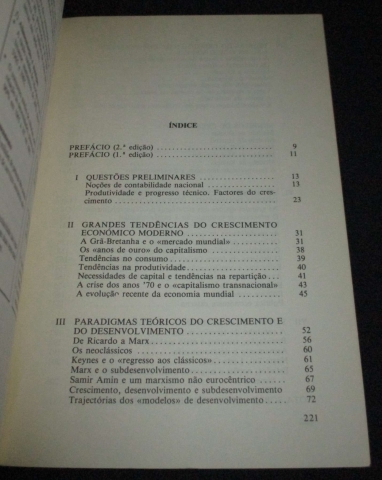 ÍNDICE
PREFÁCIO (2.ª edição) 9
PREFÁCIO (1.ª edição) 11
I QUESTÕES PRELIMINARES 13
Noções de contabilidade nacional 13
Produtividade e progresso técnico. Factores do cres-
cimento 23
II GRANDES TENDÊNCIAS DO CRESCIMENTO
ECONÓMICO MODERNO 31
A Grã-Bretanha e o «mercado mundial» 31
Os «anos de ouro» do capitalismo 38
Tendências no consumo 39
Tendências na produtividade 40
Necessidades de capital e tendências na repartição 41
A crise dos anos '70 e o «capitalismo transnacional» 43
A evolução recente da economia mundial 45
III PARADIGMAS TEÓRICOS DO CRESCIMENTO E
DO DESENVOLVIMENTO 52
De Ricardo a Marx 56
Os neoclássicos 60
Keynes e o «regresso aos clássicos» 61
Marx e o subdesenvolvimento 65
Samir Amin e um marxismo não eurocêntrico 67
Crescimento, desenvolvimento e subdesenvolvimento 69
Trajectórias dos «modelos» de desenvolvimento 72
221